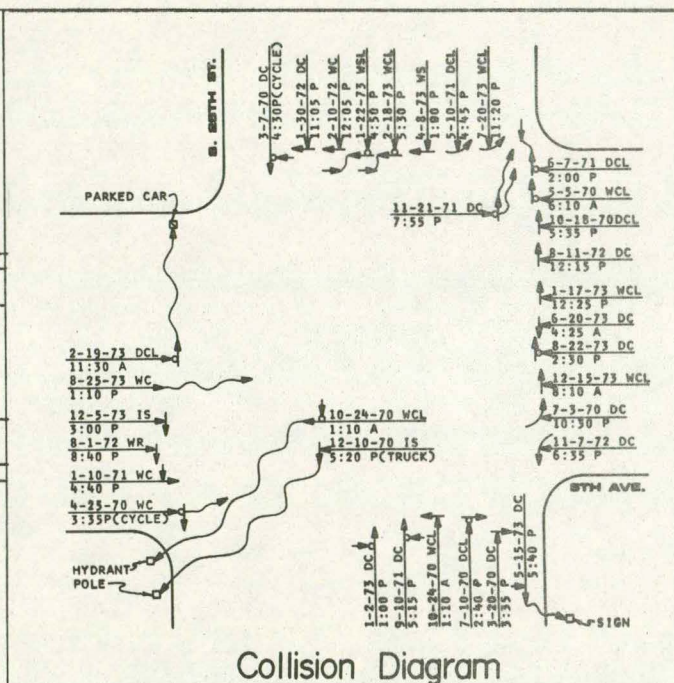 S. 26TH ST.
3-7-70 DC
4:30P(CYCLE)
1-30-72 DC
11:05 P
2-10-72 WC
12:05 P
1-22-73 WSL
4:50 P
2-18-73 WCL
5:30 P
4-8-73 WS
1:00 P
5-10-71 DCL
7-20-73 WCL
11:20 P
PARKED CAR
11-21-71 DC
7:55 P
6-7-71 DCL
2:00 P
5-5-70 WCL
6:10 A
10-18-70DCL
5:35 P
8-11-72 DC
12:15 P
1-17-73 WCL
12:25 P
6-20-73 DC
4:25 A
8-22-73 DC
2:30 P
12-15-73 WCL
8:10 A
7-3-70 DC
10:30 P
11-7-72 DC
6:35 P
2-19-73 DCL
11:30 A
8-25-73 WC
1:10 P
12-5-73 IS
3:00 P
8-1-72 WR
8:40 P
1-10-71 WC
4:40 P
4-25-70 WC
3:35P(CYCLE)
10-24-70 WCL
1:10 A
12-10-70 IS
5:20 P(TRUCK)
5TH AVE.
HYDRANT
POLE
1-2-73 DC
1:00 P
9-10-71 DC
5:15 P
10-24-70 WCL
1:10 A
7-10-70 DCL
2:40 P
3-20-70 DC
3:35 P
5-15-73 DC
5:40 P
SIGN
Collision Diagram